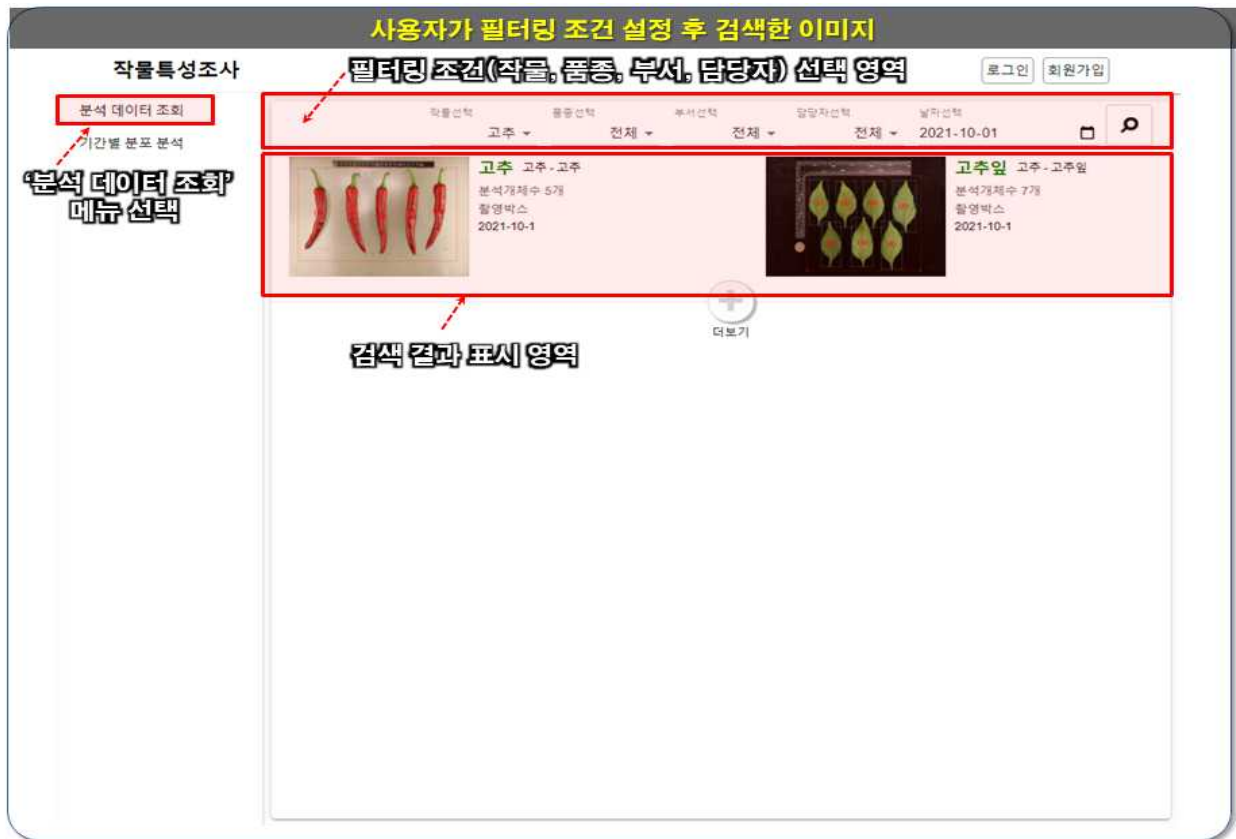 사용자가 필터링 조건 설정 후 검색한 이미지
작물특성조사
필터링 조건(작물, 품종, 부서, 담당자) 선택 영역
로그인
회원가입
분석 데이터 조회
기간별 분포 분석
‘분석 데이터 조회’
메뉴 선택
작물선택 품종선택 부서선택 담당자선택 날짜선택
고추 전체 전체 전체 2021-10-01
고추 고추-고추
분석개체수 5개
촬영박스
2021-10-1
고추잎 고추-고추잎
분석개체수 7개
촬영박스
2021-10-1
더보기
검색 결과 표시 영역